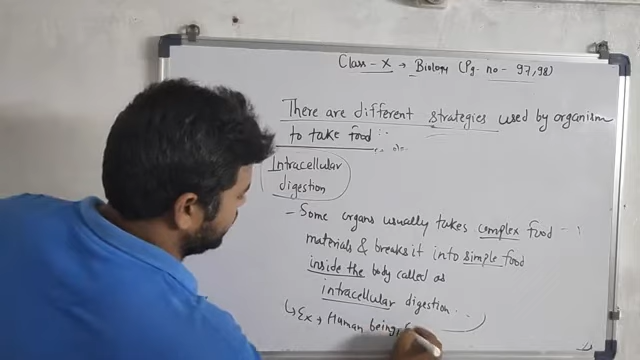 Class - X → Biology (Pg - no - 97,98)
There are different strategies used by organism
to take food :-
Intracellular
digestion
- Some organs usually takes complex food -
materials & breaks it into simple food
inside the body called as
intracellular digestion ..
↳ Ex → Human being,